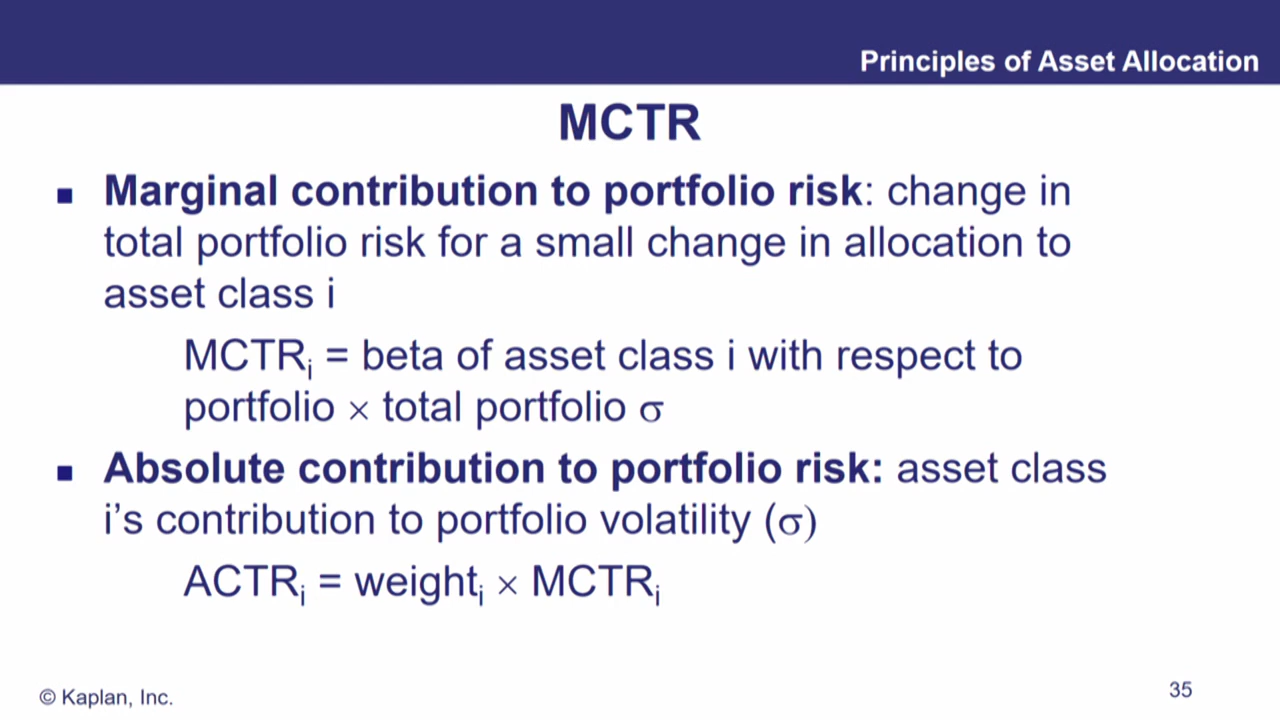 Principles of Asset Allocation
MCTR
■ Marginal contribution to portfolio risk: change in
total portfolio risk for a small change in allocation to
asset class i
MCTRi = beta of asset class i with respect to
portfolio × total portfolio σ
■ Absolute contribution to portfolio risk: asset class
i’s contribution to portfolio volatility (σ)
ACTRi = weighti × MCTRi
© Kaplan, Inc.
35